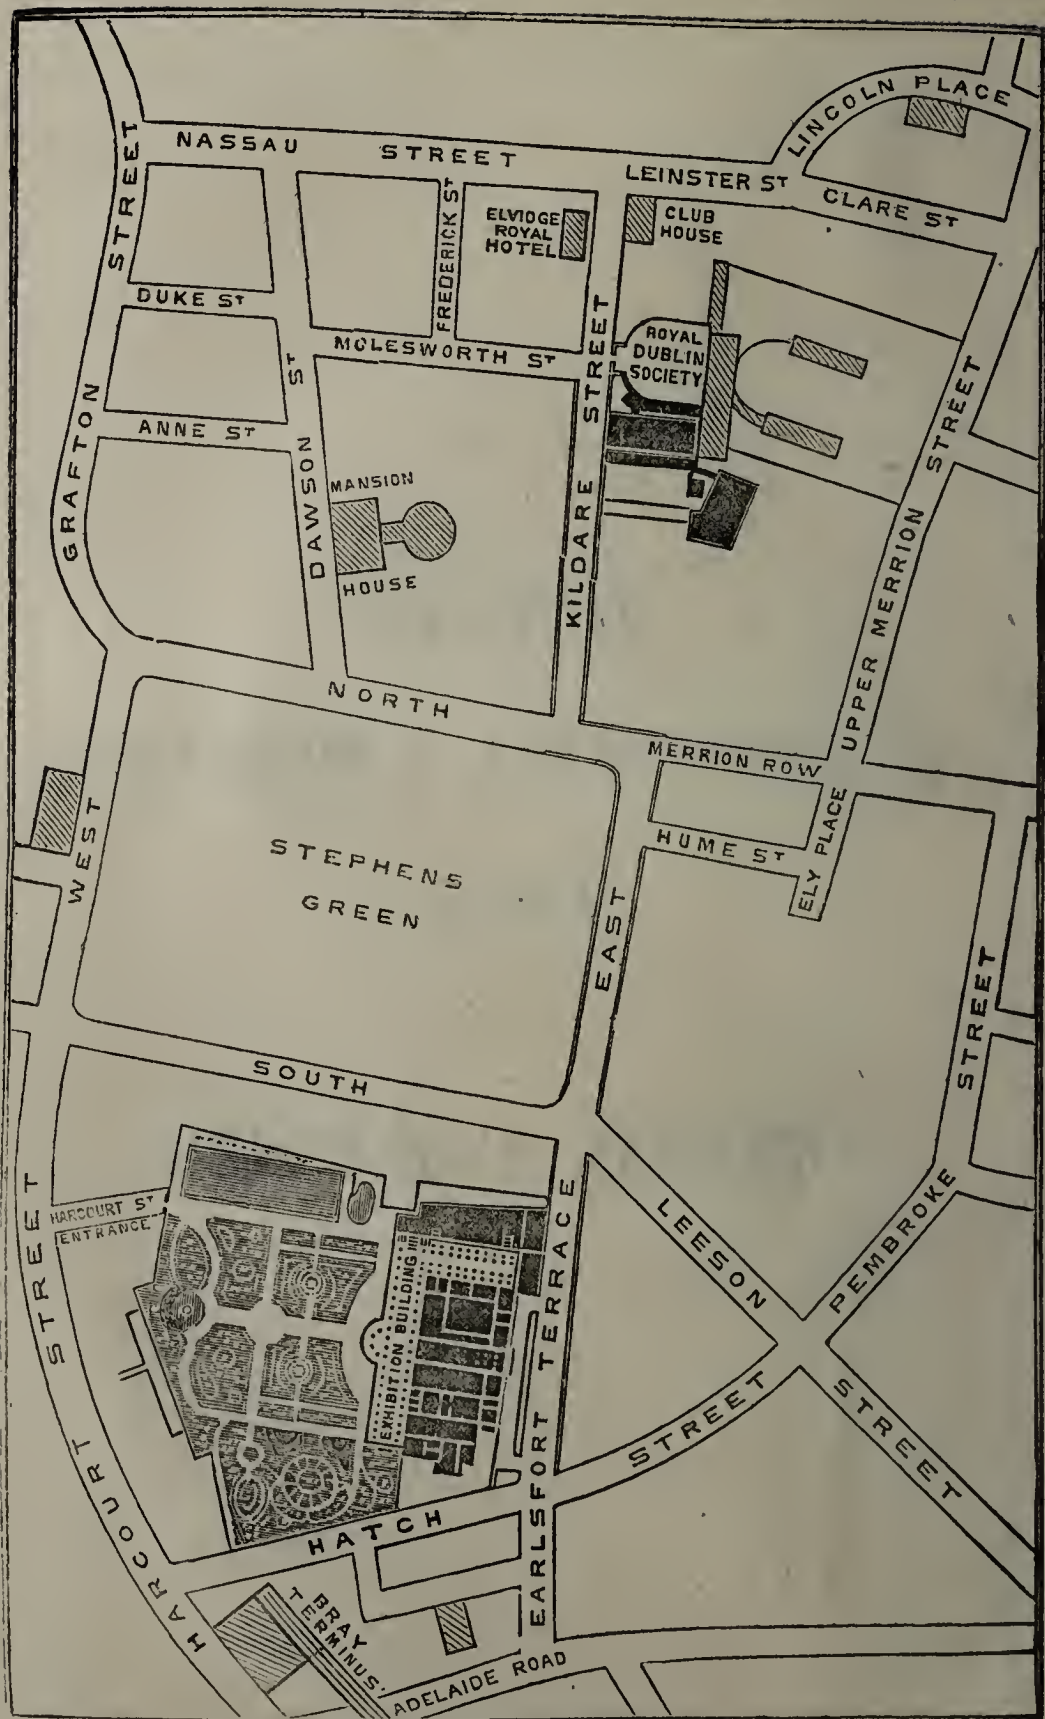 LINCOLN PLACE
NASSAU STREET
LEINSTER ST
CLARE ST
GRAFTON STREET
FREDERICK ST
ELVIDGE
ROYAL
HOTEL
CLUB
HOUSE
DUKE ST
MOLESWORTH ST
ROYAL
DUBLIN
SOCIETY
KILDARE STREET
ANNE ST
DAWSON ST
MANSION
HOUSE
UPPER MERRION STREET
NORTH
MERRION ROW
HUME ST
ELY PLACE
WEST
STEPHENS
GREEN
EAST
SOUTH
PEMBROKE STREET
LEESON STREET
HARCOURT ST
ENTRANCE
EXHIBITION BUILDING
EARLSFORT TERRACE
HARCOURT STREET
HATCH STREET
BRAY
TERMINUS.
ADELAIDE ROAD